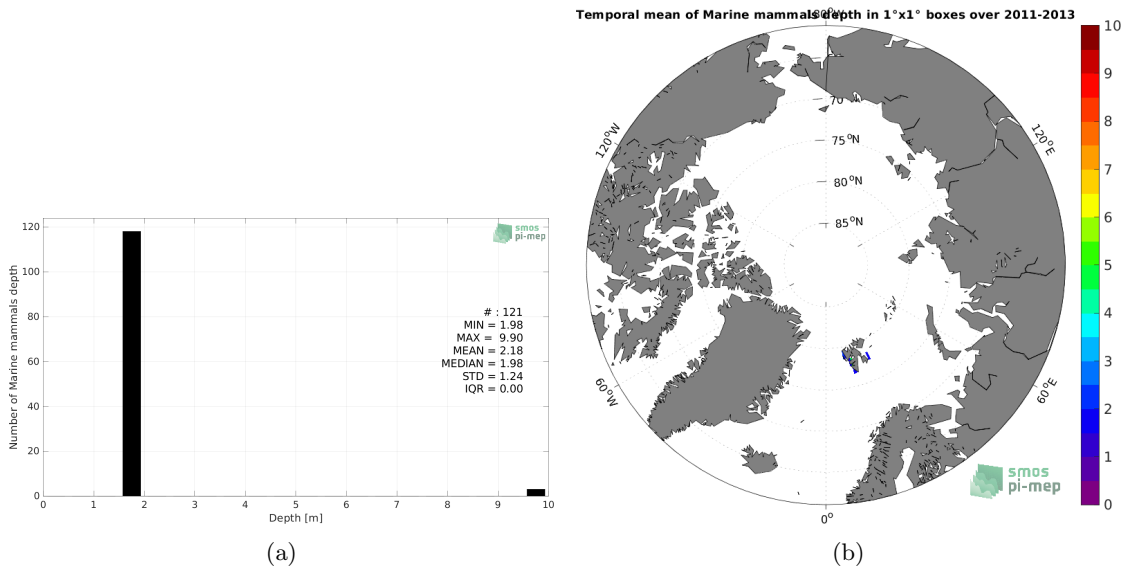 Temporal mean of Marine mammals depth in 1°x1° boxes over 2011-2013
180°W
120
100
80
60
40
20
0
Number of Marine mammals depth
smos
pi-mep
# : 121
MIN = 1.98
MAX = 9.90
MEAN = 2.18
MEDIAN = 1.98
STD = 1.24
IQR = 0.00
0 1 2 3 4 5 6 7 8 9 10
Depth [m]
(a)
120°W
60°W
0°
60°E
120°E
70°N
75°N
80°N
85°N
smos
pi-mep
10
9
8
7
6
5
4
3
2
1
0
(b)